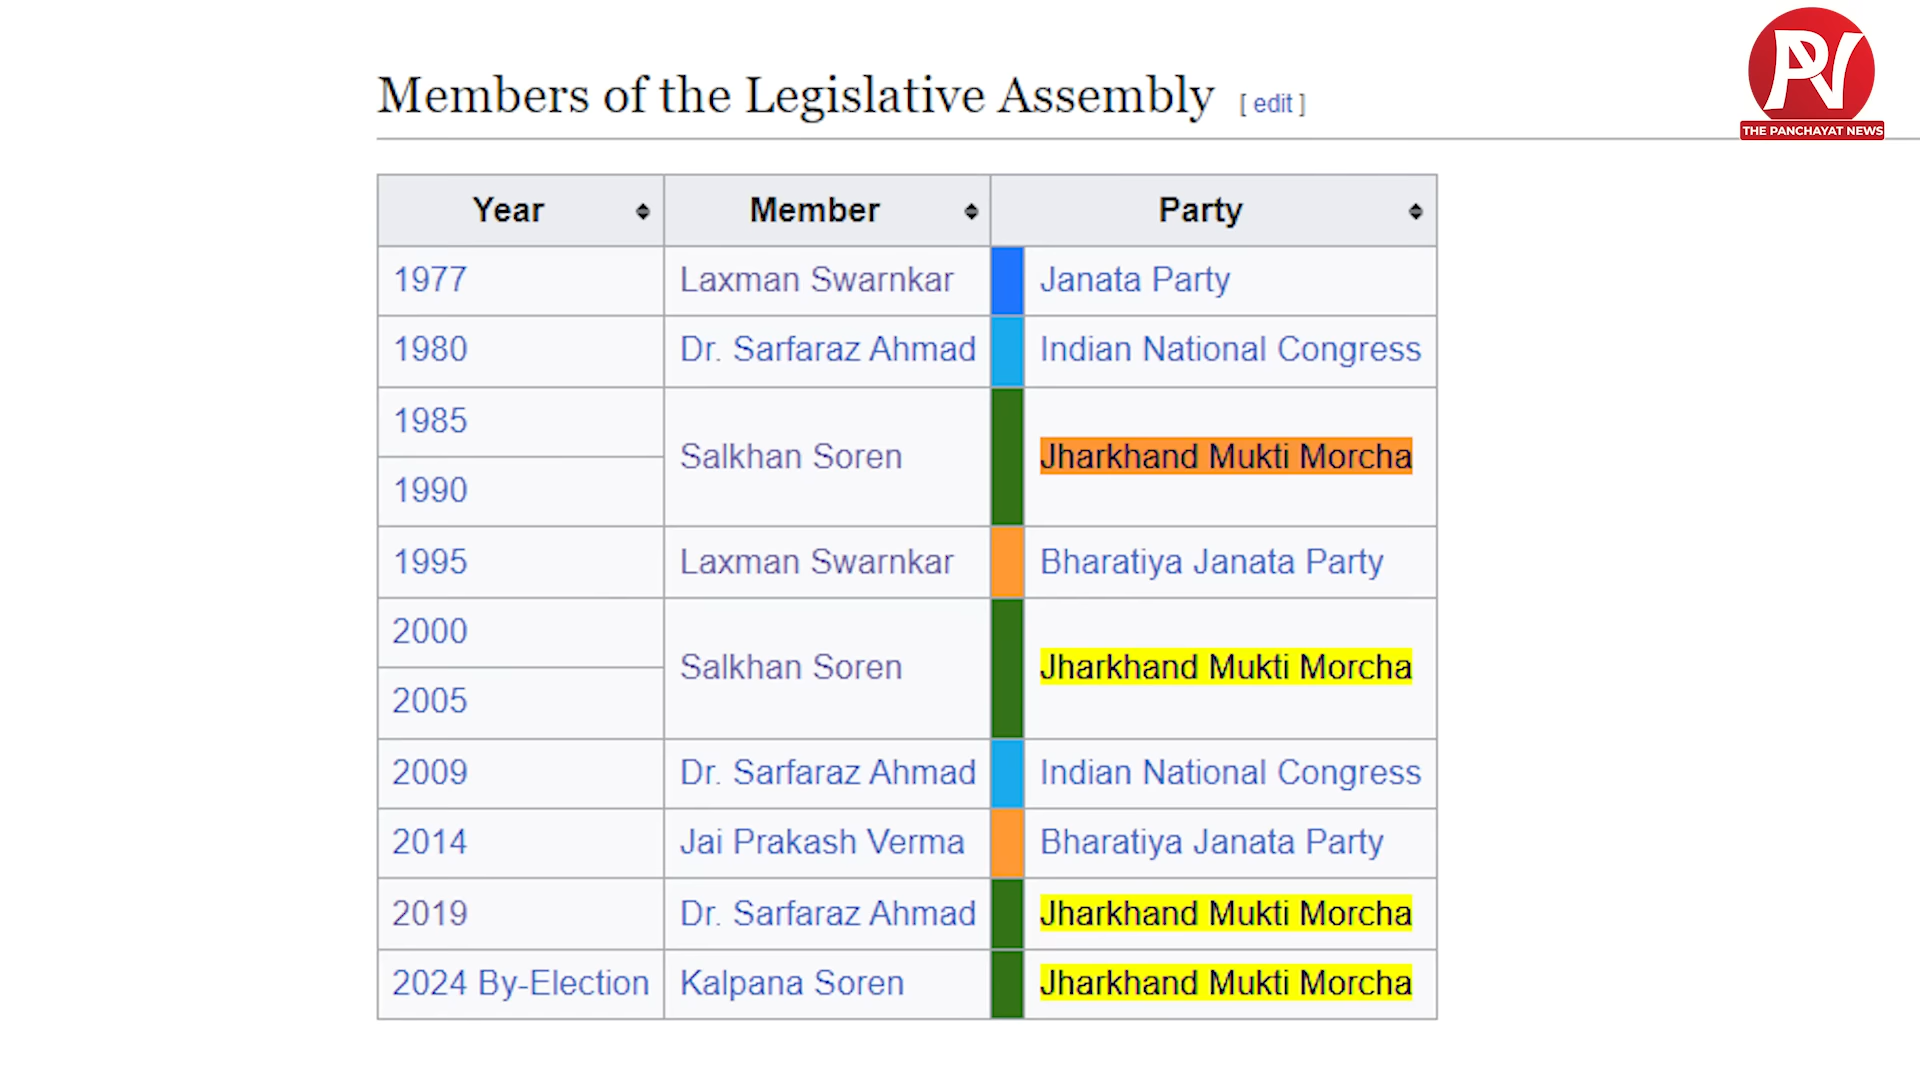 Members of the Legislative Assembly [ edit ]
PV
THE PANCHAYAT NEWS
Year Member Party
1977 Laxman Swarnkar Janata Party
1980 Dr. Sarfaraz Ahmad Indian National Congress
1985
Salkhan Soren Jharkhand Mukti Morcha
1990
1995 Laxman Swarnkar Bharatiya Janata Party
2000
Salkhan Soren Jharkhand Mukti Morcha
2005
2009 Dr. Sarfaraz Ahmad Indian National Congress
2014 Jai Prakash Verma Bharatiya Janata Party
2019 Dr. Sarfaraz Ahmad Jharkhand Mukti Morcha
2024 By-Election Kalpana Soren Jharkhand Mukti Morcha